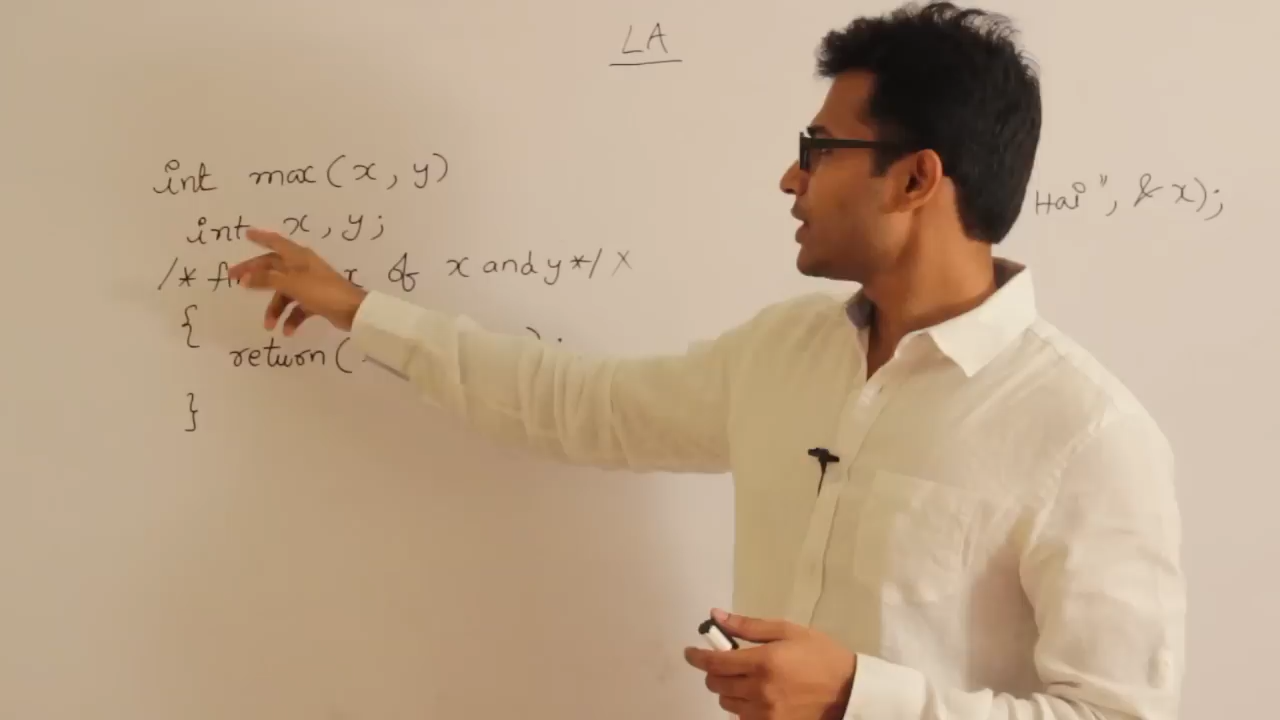 LA
int max(x, y)
int x, y;
/* of x and y */ X
{
return(
}
Hai", & x);